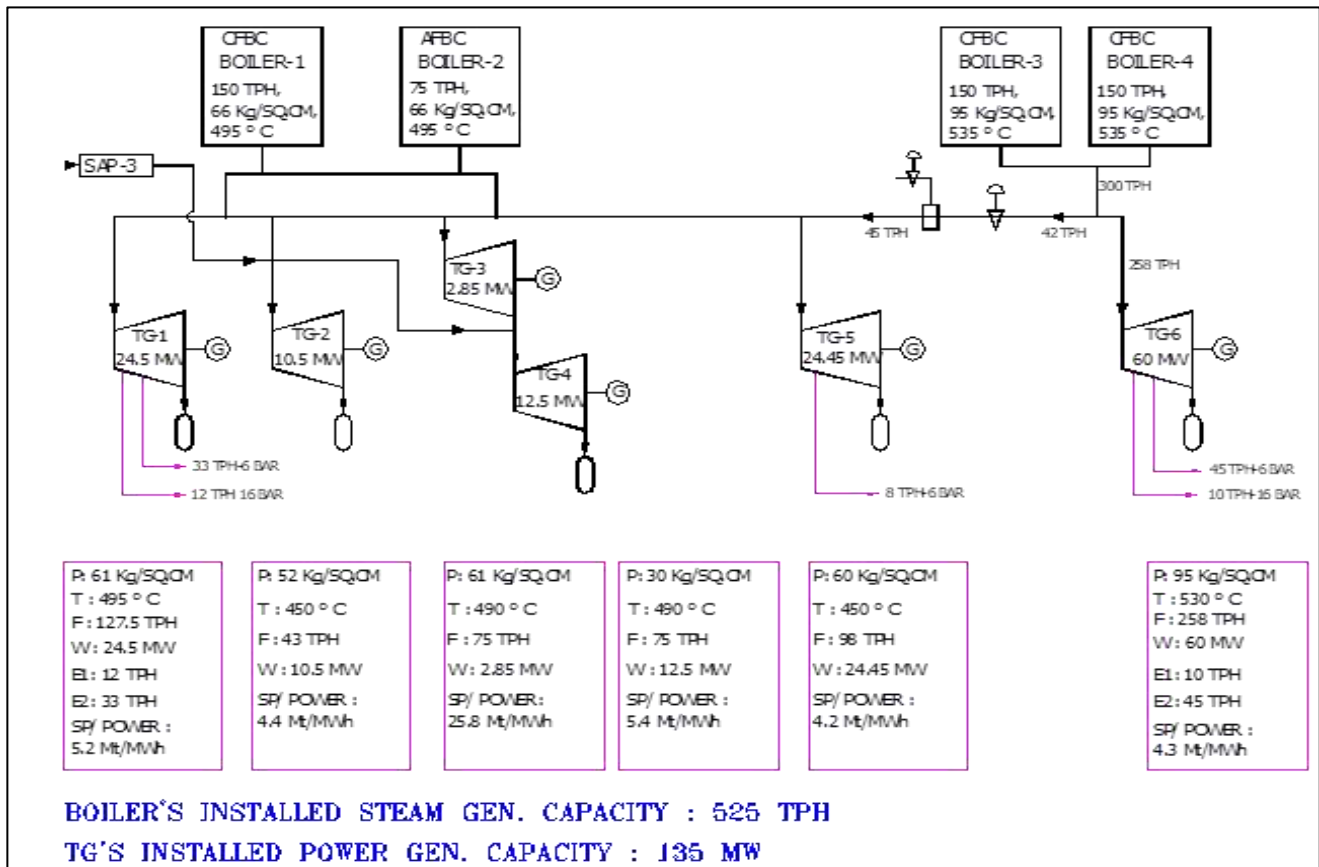 CFBC
BOILER-1
150 TPH,
66 Kg/SQ.CM,
495 ° C
AFBC
BOILER-2
75 TPH,
66 Kg/SQ.CM,
495 ° C
CFBC
BOILER-3
150 TPH,
95 Kg/SQ.CM,
535 ° C
CFBC
BOILER-4
150 TPH,
95 Kg/SQ.CM,
535 ° C
SAP-3
300 TPH
45 TPH
42 TPH
258 TPH
TG-3
2.85 MW
G
TG-1
24.5 MW
G
TG-2
10.5 MW
G
TG-4
12.5 MW
G
TG-5
24.45 MW
G
TG-6
60 MW
G
33 TPH-6 BAR
12 TPH 16 BAR
8 TPH-6 BAR
45 TPH-6 BAR
10 TPH-16 BAR
P: 61 Kg/SQ.CM
T : 495 ° C
F : 127.5 TPH
W : 24.5 MW
E1: 12 TPH
E2: 33 TPH
SP/ POWER :
5.2 Mt/MWh
P: 52 Kg/SQ.CM
T : 450 ° C
F : 43 TPH
W : 10.5 MW
SP/ POWER :
4.4 Mt/MWh
P: 61 Kg/SQ.CM
T : 490 ° C
F : 75 TPH
W : 2.85 MW
SP/ POWER :
25.8 Mt/MWh
P: 30 Kg/SQ.CM
T : 490 ° C
F : 75 TPH
W : 12.5 MW
SP/ POWER :
5.4 Mt/MWh
P: 60 Kg/SQ.CM
T : 450 ° C
F : 98 TPH
W : 24.45 MW
SP/ POWER :
4.2 Mt/MWh
P: 95 Kg/SQ.CM
T : 530 ° C
F : 258 TPH
W : 60 MW
E1: 10 TPH
E2: 45 TPH
SP/ POWER :
4.3 Mt/MWh
BOILER'S INSTALLED STEAM GEN. CAPACITY : 525 TPH
TG'S INSTALLED POWER GEN. CAPACITY : 135 MW